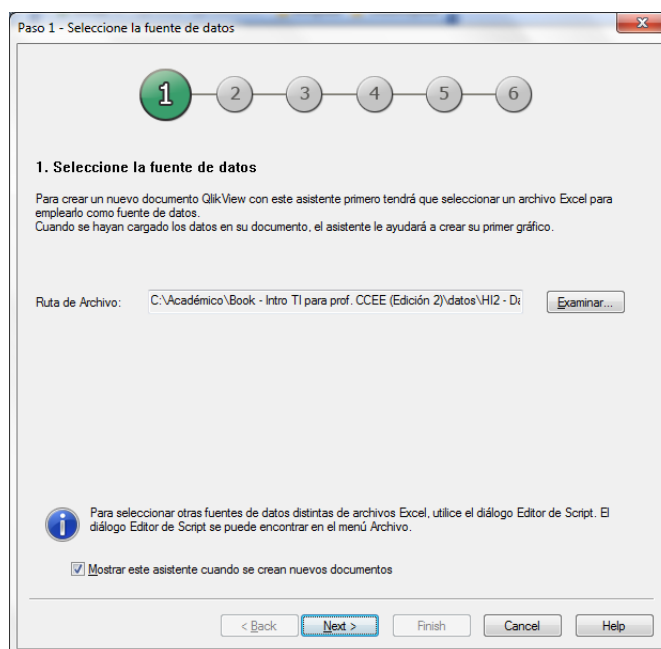 Paso 1 - Seleccione la fuente de datos
1 2 3 4 5 6
1. Seleccione la fuente de datos
Para crear un nuevo documento QlikView con este asistente primero tendrá que seleccionar un archivo Excel para
emplearlo como fuente de datos.
Cuando se hayan cargado los datos en su documento, el asistente le ayudará a crear su primer gráfico.
Ruta de Archivo: C:\Académico\Book - Intro TI para prof. CCEE (Edición 2)\datos\HI2 - Da Examinar...
Para seleccionar otras fuentes de datos distintas de archivos Excel, utilice el diálogo Editor de Script. El
diálogo Editor de Script se puede encontrar en el menú Archivo.
Mostrar este asistente cuando se crean nuevos documentos
< Back Next > Finish Cancel Help